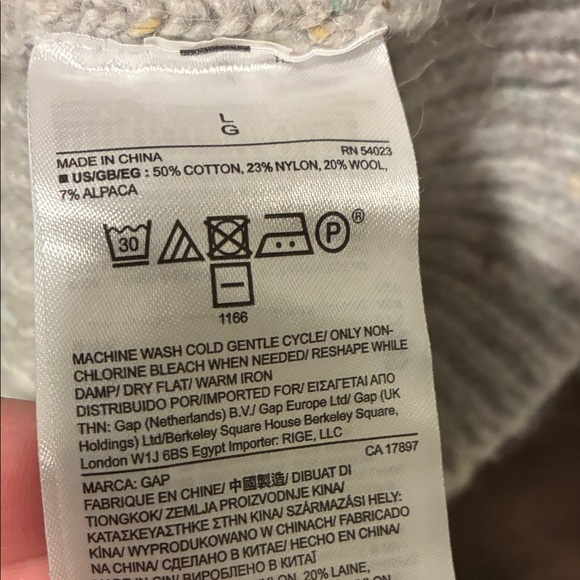 L
G
MADE IN CHINA RN 54023
■ US/GB/EG : 50% COTTON, 23% NYLON, 20% WOOL,
7% ALPACA
30 P ®
1166
MACHINE WASH COLD GENTLE CYCLE/ ONLY NON-
CHLORINE BLEACH WHEN NEEDED/ RESHAPE WHILE
DAMP/ DRY FLAT/ WARM IRON
DISTRIBUIDO POR/IMPORTED FOR/ ΕΙΣΑΓΕΤΑΙ ΑΠΟ
ΤΗΝ: Gap (Netherlands) B.V./ Gap Europe Ltd/ Gap (UK
Holdings) Ltd/Berkeley Square House Berkeley Square,
London W1J 6BS Egypt Importer: RIGE, LLC
CA 17897
MARCA: GAP
FABRIQUE EN CHINE/ 中國製造/ DIBUAT DI
TIONGKOK/ ZEMLJA PROIZVODNJE KINA/
ΚΑΤΑΣΚΕΥΑΣΤΗΚΕ ΣΤΗΝ ΚΙΝΑ/ SZÁRMAZÁSI HELY:
KÍNA/ WYPRODUKOWANO W CHINACH/ FABRICADO
NA CHINA/ СДЕЛАНО В КИТАЕ/ HECHO EN CHINA/
ВИРОБЛЕНО В КИТАЇ
NYLON, 20% LAINE,